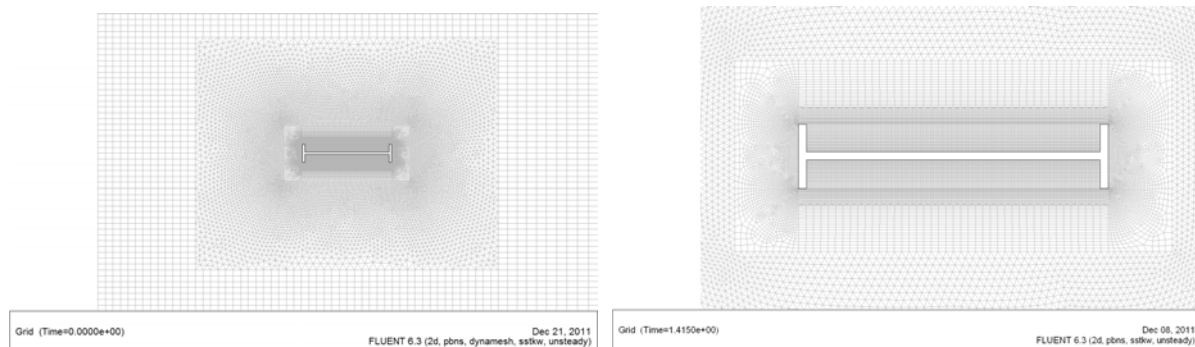 Grid (Time=0.0000e+00)
Dec 21, 2011
FLUENT 6.3 (2d, pbns, dynamesh, sstkw, unsteady)
Grid (Time=1.4150e+00)
Dec 08, 2011
FLUENT 6.3 (2d, pbns, sstkw, unsteady)